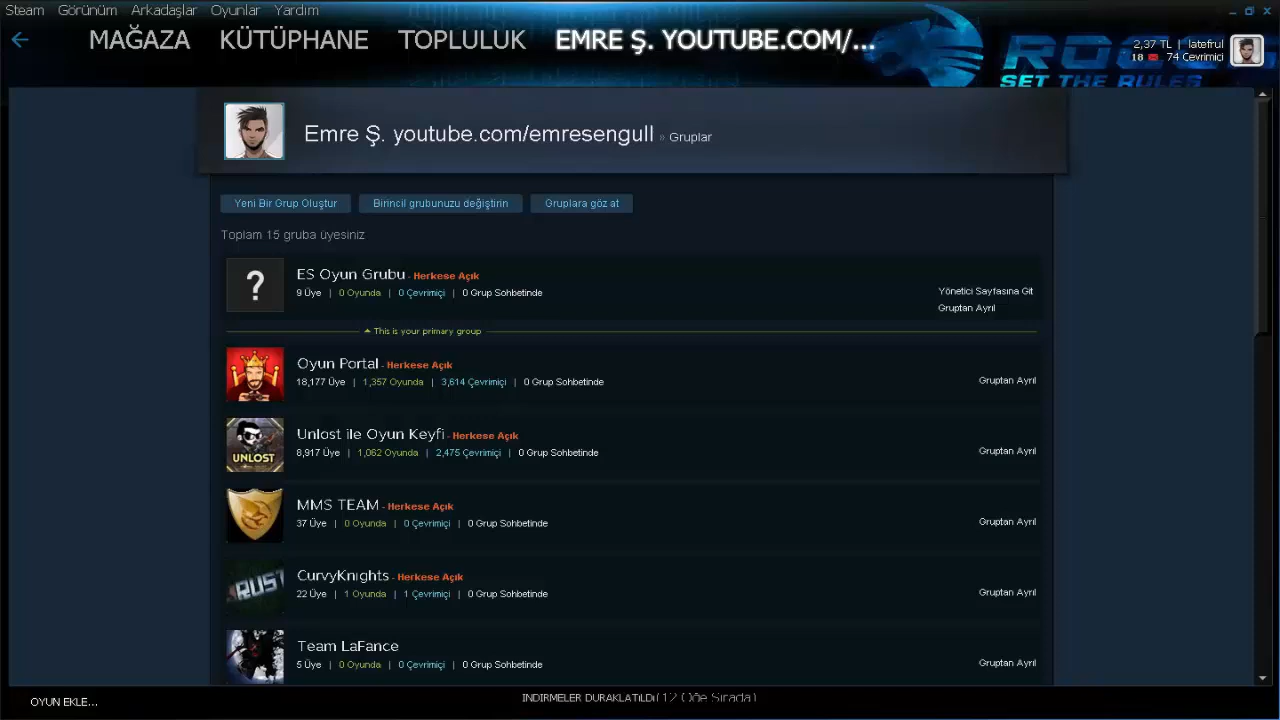 Steam Görünüm Arkadaşlar Oyunlar Yardım
MAĞAZA KÜTÜPHANE TOPLULUK EMRE Ş. YOUTUBE.COM/...
SET THE RULES
2,37 TL | latefrul
18 74 Çevrimiçi
Emre Ş. youtube.com/emresengull » Gruplar
Yeni Bir Grup Oluştur Birincil grubunuzu değiştirin Gruplara göz at
Toplam 15 gruba üyesiniz
?
ES Oyun Grubu - Herkese Açık
9 Üye | 0 Oyunda | 0 Çevrimiçi | 0 Grup Sohbetinde
Yönetici Sayfasına Git
Gruptan Ayrıl
This is your primary group
Oyun Portal - Herkese Açık
18,177 Üye | 1,357 Oyunda | 3,614 Çevrimiçi | 0 Grup Sohbetinde
Gruptan Ayrıl
UNLOST
Unlost ile Oyun Keyfi - Herkese Açık
8,917 Üye | 1,062 Oyunda | 2,475 Çevrimiçi | 0 Grup Sohbetinde
Gruptan Ayrıl
MMS TEAM - Herkese Açık
37 Üye | 0 Oyunda | 0 Çevrimiçi | 0 Grup Sohbetinde
Gruptan Ayrıl
RUST
CurvyKnights - Herkese Açık
22 Üye | 1 Oyunda | 1 Çevrimiçi | 0 Grup Sohbetinde
Gruptan Ayrıl
Team LaFance
5 Üye | 0 Oyunda | 0 Çevrimiçi | 0 Grup Sohbetinde
Gruptan Ayrıl
OYUN EKLE...
INDIRMELER DURAKLATILDI (12 Öğe Sırada)